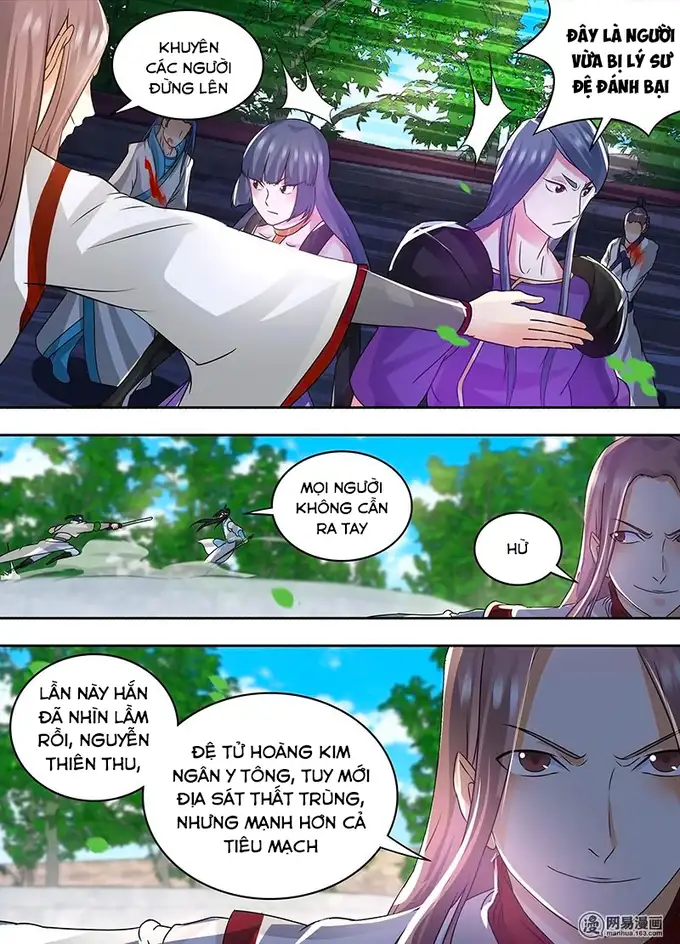 KHUYÊN
CÁC NGƯỜI
ĐỪNG LÊN
ĐÂY LÀ NGƯỜI
VỪA BỊ LÝ SƯ
ĐỆ ĐÁNH BẠI
MỌI NGƯỜI
KHÔNG CẦN
RA TAY
HỪ
LẦN NÀY HẮN
ĐÃ NHÌN LẦM
RỒI, NGUYỄN
THIÊN THU,
ĐỆ TỬ HOÀNG KIM
NGÂN Y TÔNG, TUY MỚI
ĐỊA SÁT THẤT TRÙNG,
NHƯNG MẠNH HƠN CẢ
TIÊU MẠCH
网易漫画
manhua.163.com